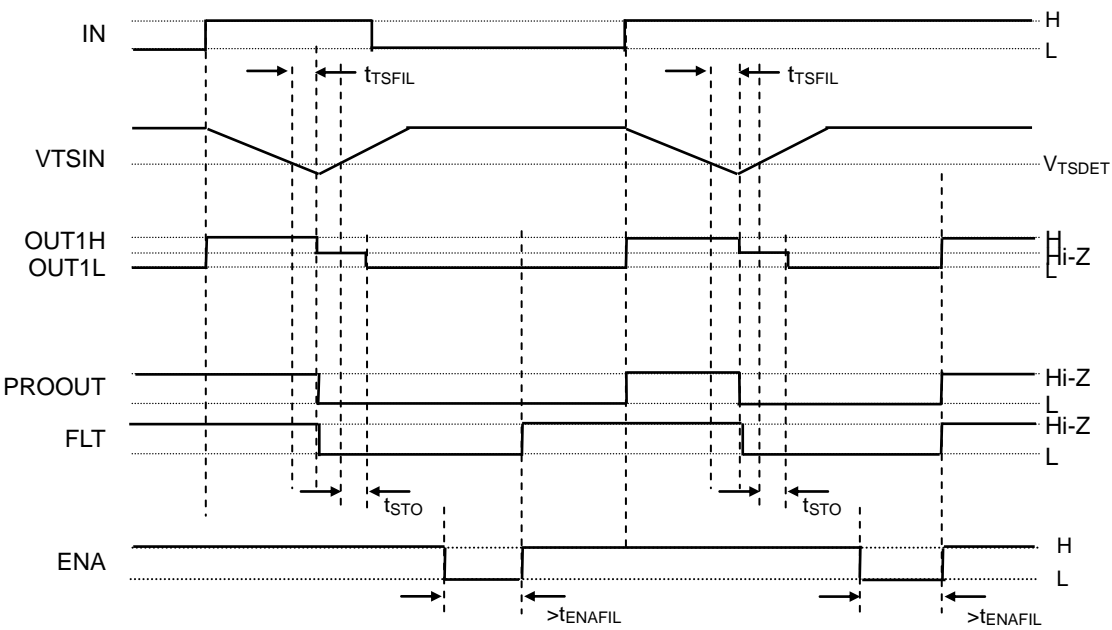 IN
H
L
tTSFIL
tTSFIL
VTSIN
VTSDET
OUT1H
OUT1L
H
Hi-Z
L
PROOUT
Hi-Z
L
FLT
Hi-Z
L
tSTO
tSTO
ENA
H
L
>tENAFIL
>tENAFIL